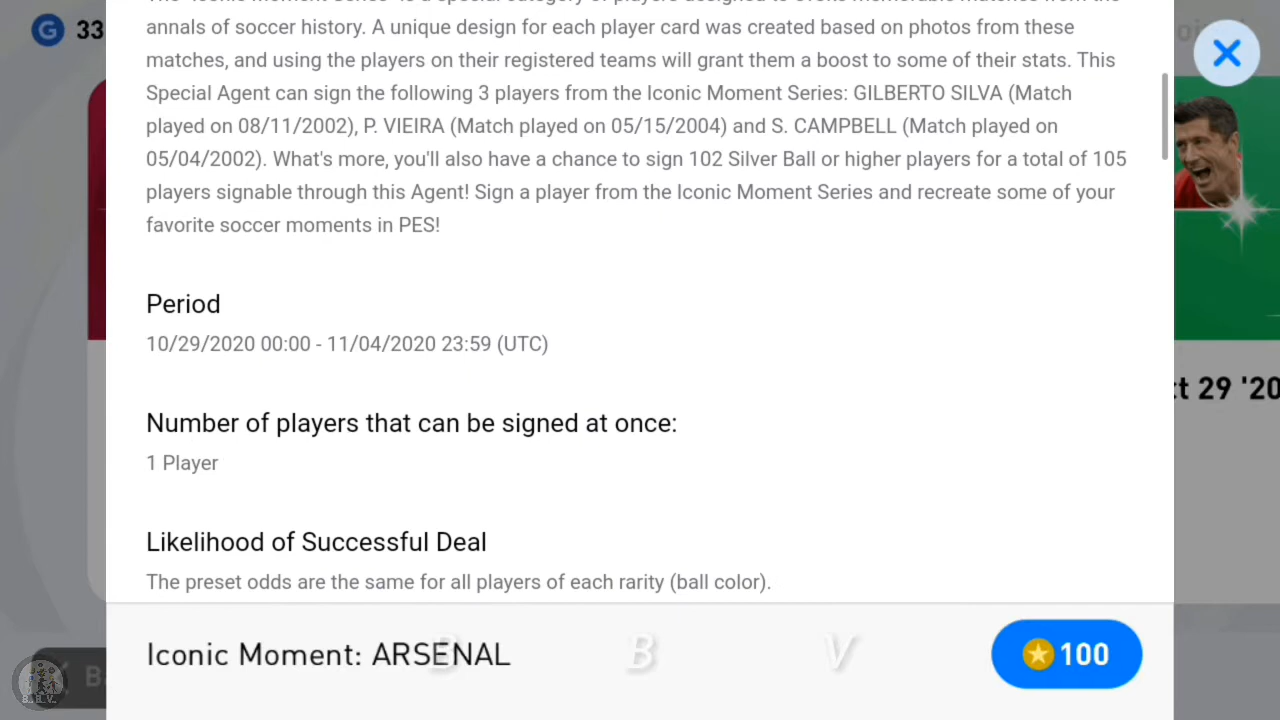 G 33
annals of soccer history. A unique design for each player card was created based on photos from these
matches, and using the players on their registered teams will grant them a boost to some of their stats. This
Special Agent can sign the following 3 players from the Iconic Moment Series: GILBERTO SILVA (Match
played on 08/11/2002), P. VIEIRA (Match played on 05/15/2004) and S. CAMPBELL (Match played on
05/04/2002). What's more, you'll also have a chance to sign 102 Silver Ball or higher players for a total of 105
players signable through this Agent! Sign a player from the Iconic Moment Series and recreate some of your
favorite soccer moments in PES!
Period
10/29/2020 00:00 - 11/04/2020 23:59 (UTC)
ct 29 '20
Number of players that can be signed at once:
1 Player
Likelihood of Successful Deal
The preset odds are the same for all players of each rarity (ball color).
Iconic Moment: ARSENAL
B B V
100